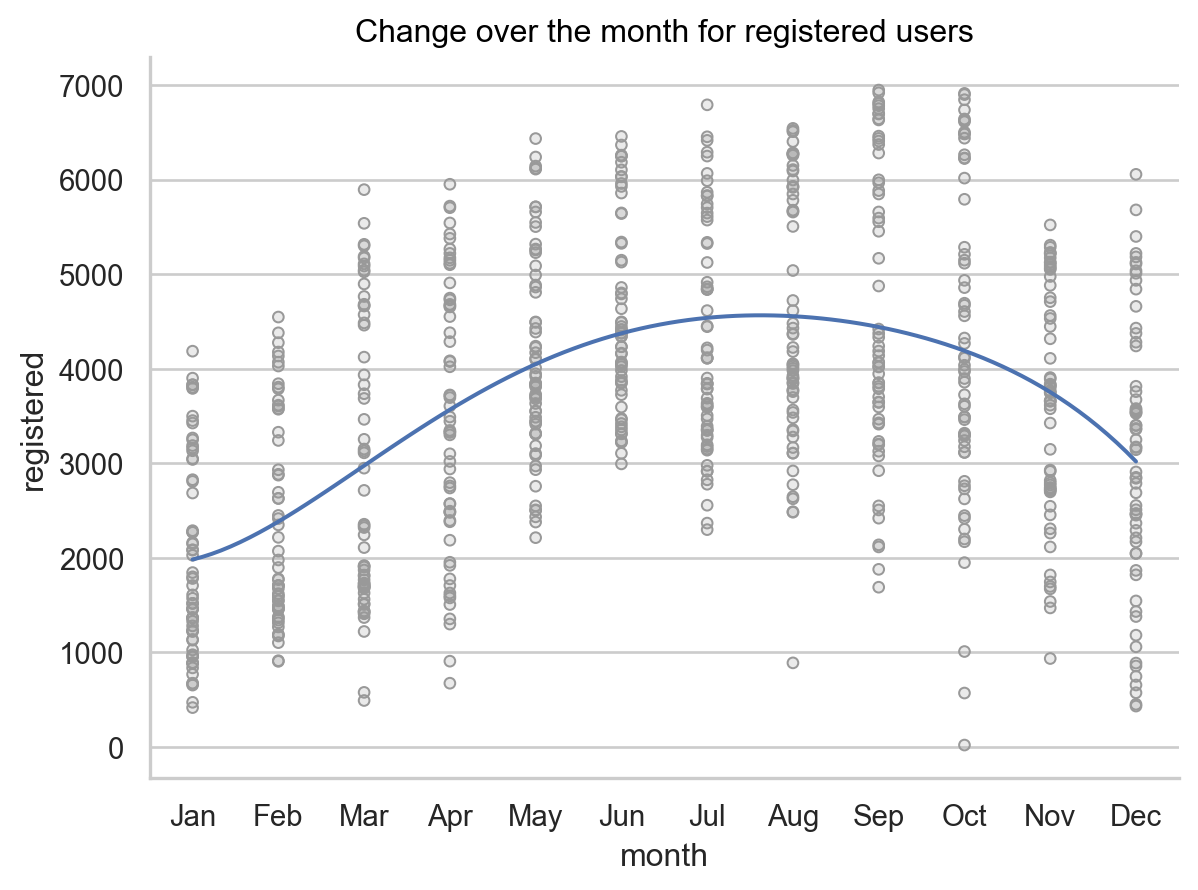 Change over the month for registered users
registered
7000
6000
5000
4000
3000
2000
1000
0
Jan Feb Mar Apr May Jun Jul Aug Sep Oct Nov Dec
month